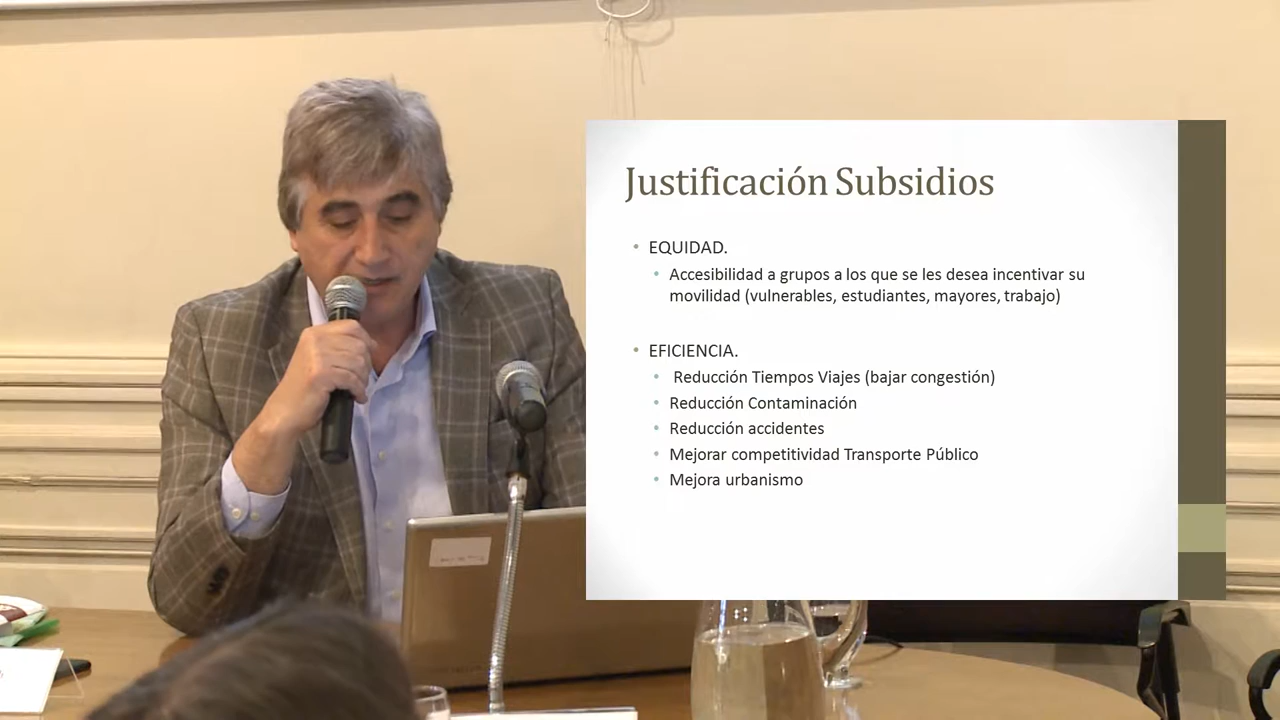 Justificación Subsidios
• EQUIDAD.
• Accesibilidad a grupos a los que se les desea incentivar su
movilidad (vulnerables, estudiantes, mayores, trabajo)
• EFICIENCIA.
• Reducción Tiempos Viajes (bajar congestión)
• Reducción Contaminación
• Reducción accidentes
• Mejorar competitividad Transporte Público
• Mejora urbanismo